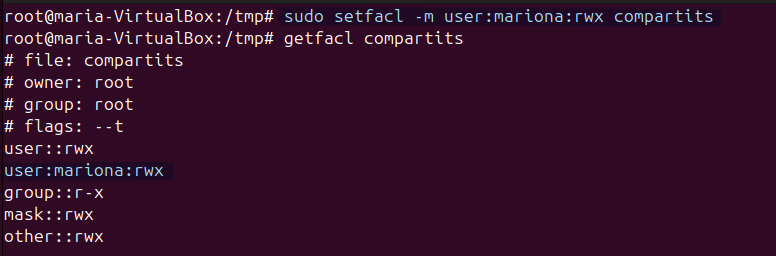 root@maria-VirtualBox:/tmp# sudo setfacl -m user:mariona:rwx compartits
root@maria-VirtualBox:/tmp# getfacl compartits
# file: compartits
# owner: root
# group: root
# flags: --t
user::rwx
user:mariona:rwx
group::r-x
mask::rwx
other::rwx